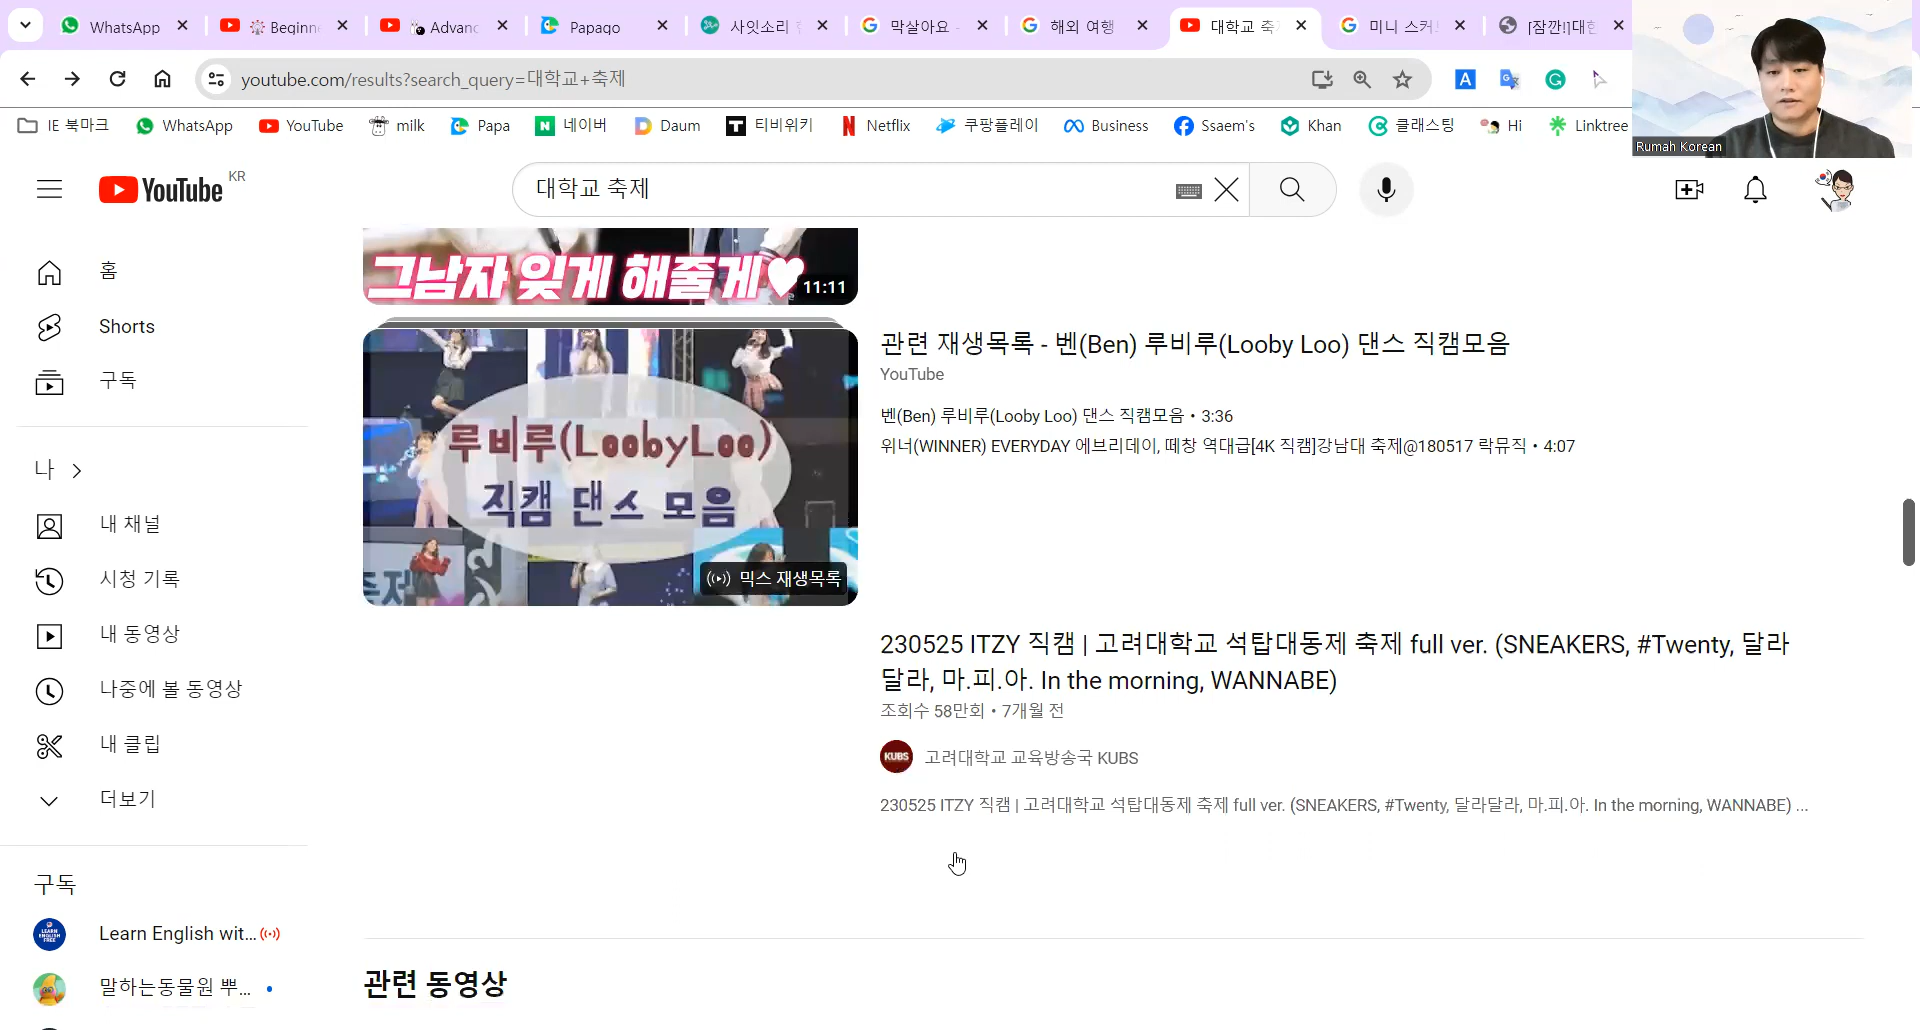 WhatsApp
Beginne
Advanc
Papago
사잇소리
막살아요 -
해외 여행
대학교 축
미니 스커
[잠깐!]대한
youtube.com/results?search_query=대학교+축제
IE 북마크
WhatsApp
YouTube
milk
Papa
네이버
Daum
티비위키
Netflix
쿠팡플레이
Business
Ssaem's
Khan
클래스팅
Hi
Linktree
Rumah Korean
YouTube KR
대학교 축제
홈
Shorts
구독
나
내 채널
시청 기록
내 동영상
나중에 볼 동영상
내 클립
더보기
구독
LEARN ENGLISH FREE
Learn English wit...
말하는동물원 뿌...
그남자 잊게 해줄게♥
11:11
루비루(LoobyLoo)
직캠 댄스 모음
믹스 재생목록
관련 재생목록 - 벤(Ben) 루비루(Looby Loo) 댄스 직캠모음
YouTube
벤(Ben) 루비루(Looby Loo) 댄스 직캠모음 • 3:36
위너(WINNER) EVERYDAY 에브리데이, 떼창 역대급[4K 직캠]강남대 축제@180517 락뮤직 • 4:07
230525 ITZY 직캠 | 고려대학교 석탑대동제 축제 full ver. (SNEAKERS, #Twenty, 달라
달라, 마.피.아. In the morning, WANNABE)
조회수 58만회 • 7개월 전
KUBS
고려대학교 교육방송국 KUBS
230525 ITZY 직캠 | 고려대학교 석탑대동제 축제 full ver. (SNEAKERS, #Twenty, 달라달라, 마.피.아. In the morning, WANNABE) ...
관련 동영상